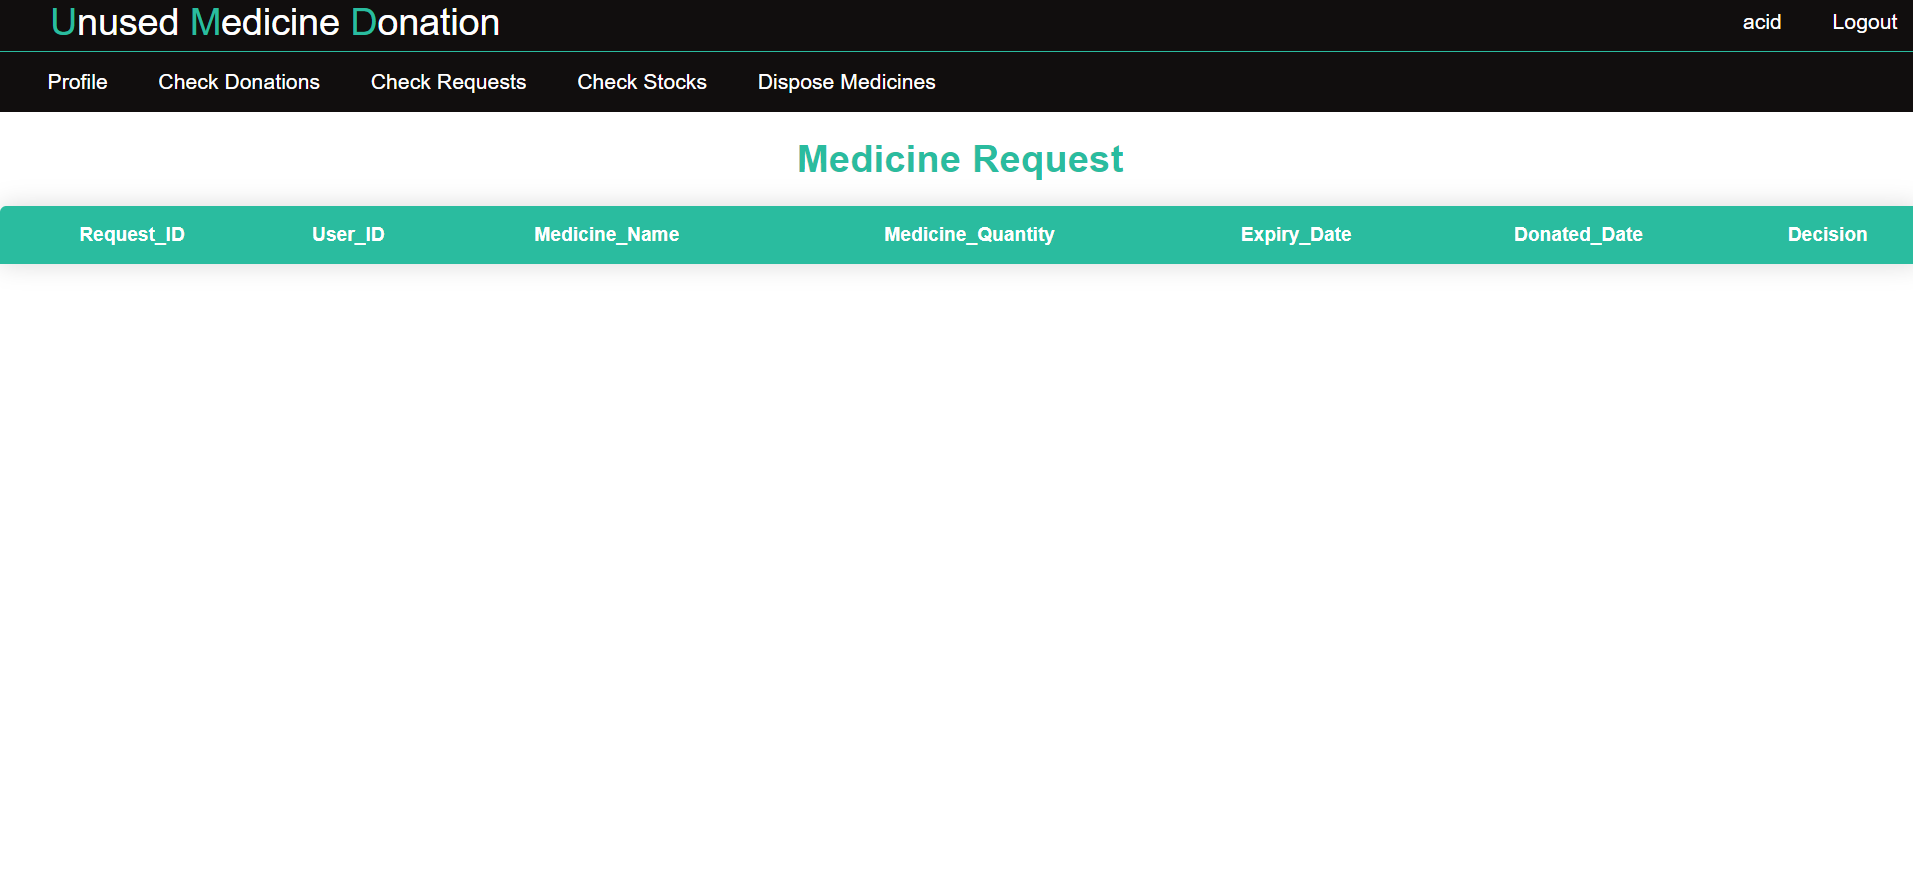 Unused Medicine Donation
acid Logout
Profile Check Donations Check Requests Check Stocks Dispose Medicines
Medicine Request
Request_ID User_ID Medicine_Name Medicine_Quantity Expiry_Date Donated_Date Decision